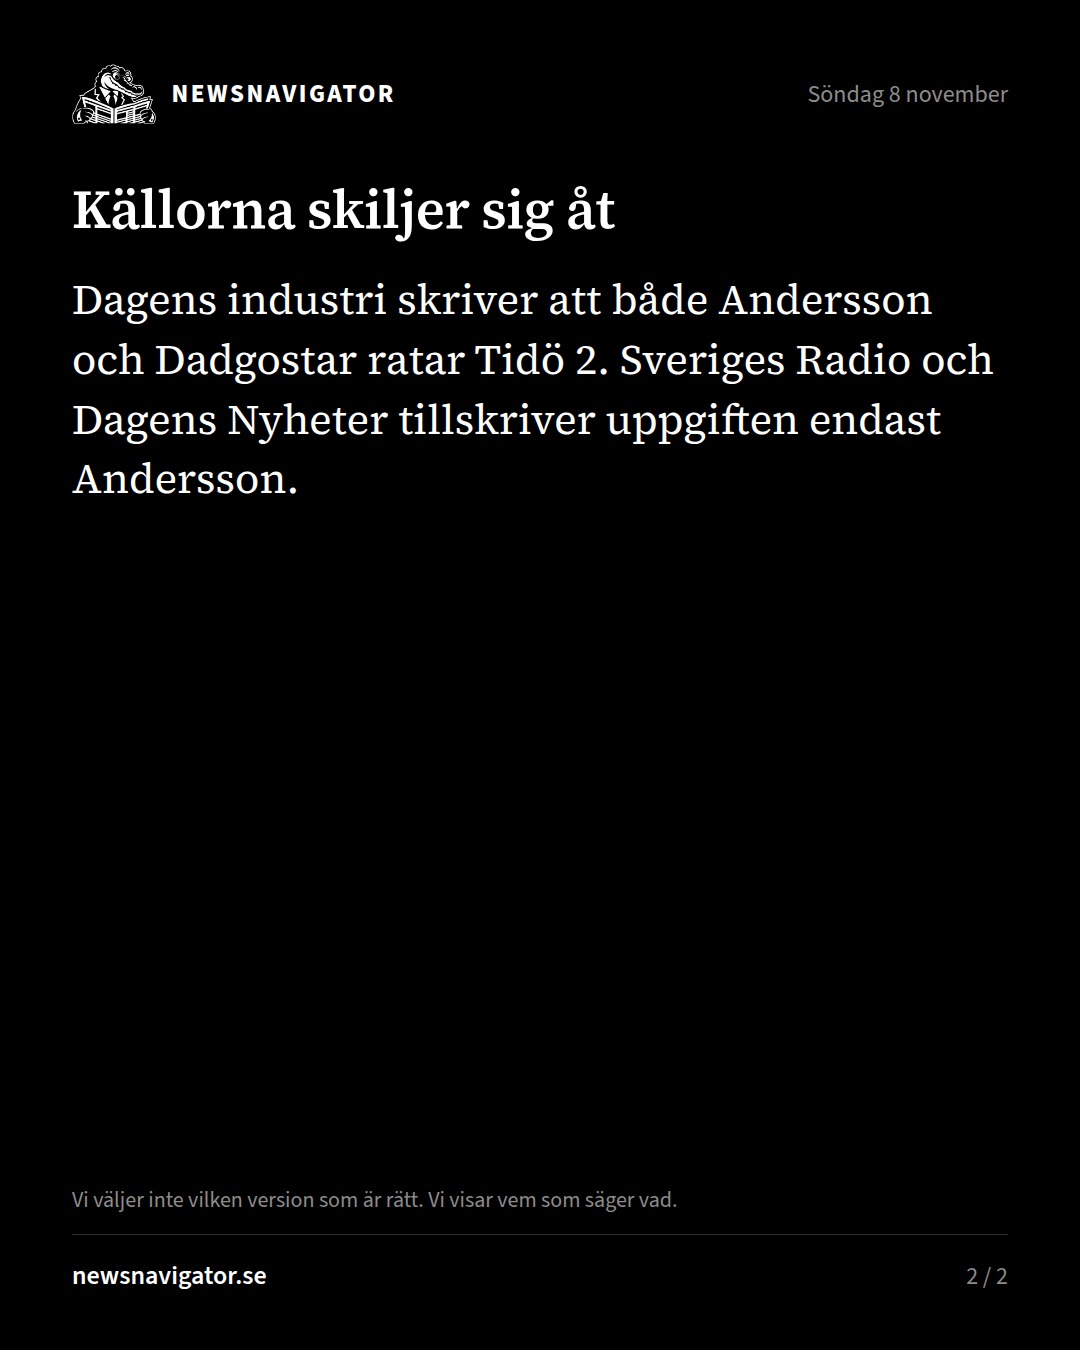 NEWSNAVIGATOR
Söndag 8 november
Källorna skiljer sig åt
Dagens industri skriver att både Andersson
och Dadgostar ratar Tidö 2. Sveriges Radio och
Dagens Nyheter tillskriver uppgiften endast
Andersson.
Vi väljer inte vilken version som är rätt. Vi visar vem som säger vad.
newsnavigator.se
2 / 2